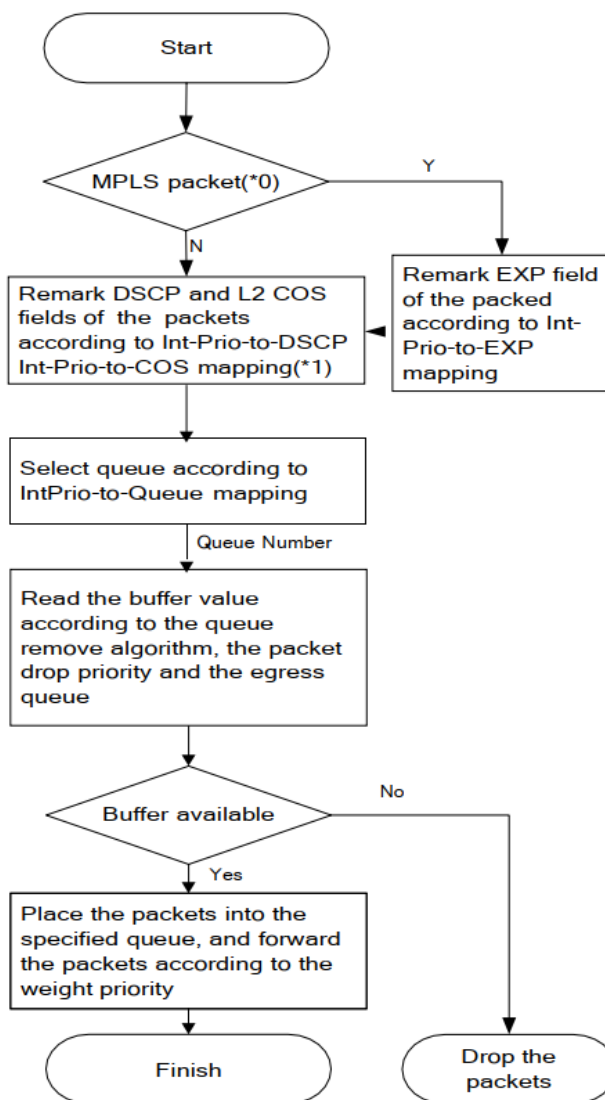 Start
MPLS packet(*0)
Y
N
Remark DSCP and L2 COS
fields of the packets
according to Int-Prio-to-DSCP
Int-Prio-to-COS mapping(*1)
Remark EXP field
of the packed
according to Int-
Prio-to-EXP
mapping
Select queue according to
IntPrio-to-Queue mapping
Queue Number
Read the buffer value
according to the queue
remove algorithm, the packet
drop priority and the egress
queue
Buffer available
No
Yes
Place the packets into the
specified queue, and forward
the packets according to the
weight priority
Finish
Drop the
packets